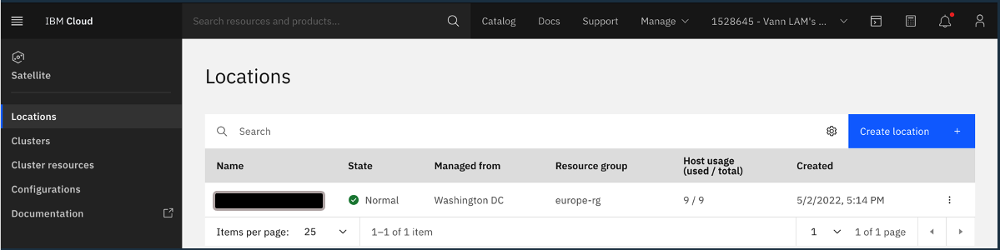 IBM Cloud
Search resources and products...
Catalog
Docs
Support
Manage
1528645 - Vann LAM's ...
Satellite
Locations
Clusters
Cluster resources
Configurations
Documentation
Locations
Search
Create location +
Name State Managed from Resource group Host usage (used / total) Created
Normal Washington DC europe-rg 9 / 9 5/2/2022, 5:14 PM
Items per page: 25 1–1 of 1 item 1 1 of 1 page